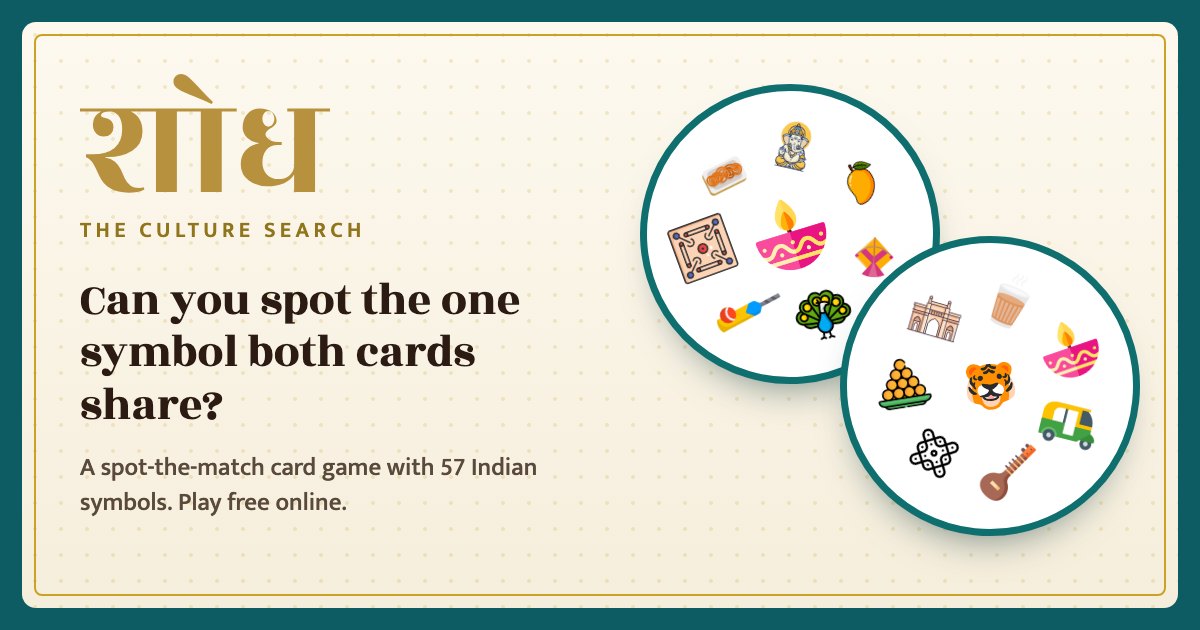 शोध
THE CULTURE SEARCH
Can you spot the one
symbol both cards
share?
A spot-the-match card game with 57 Indian
symbols. Play free online.